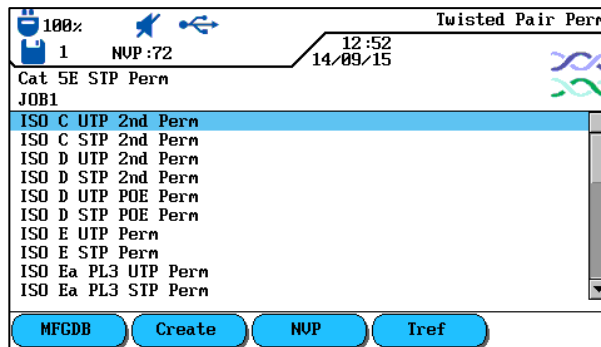 100%
Twisted Pair Perm
1 NVP:72
12:52
14/09/15
Cat 5E STP Perm
JOB1
ISO C UTP 2nd Perm
ISO C STP 2nd Perm
ISO D UTP 2nd Perm
ISO D STP 2nd Perm
ISO D UTP POE Perm
ISO D STP POE Perm
ISO E UTP Perm
ISO E STP Perm
ISO Ea PL3 UTP Perm
ISO Ea PL3 STP Perm
MFGDB Create NVP Tref